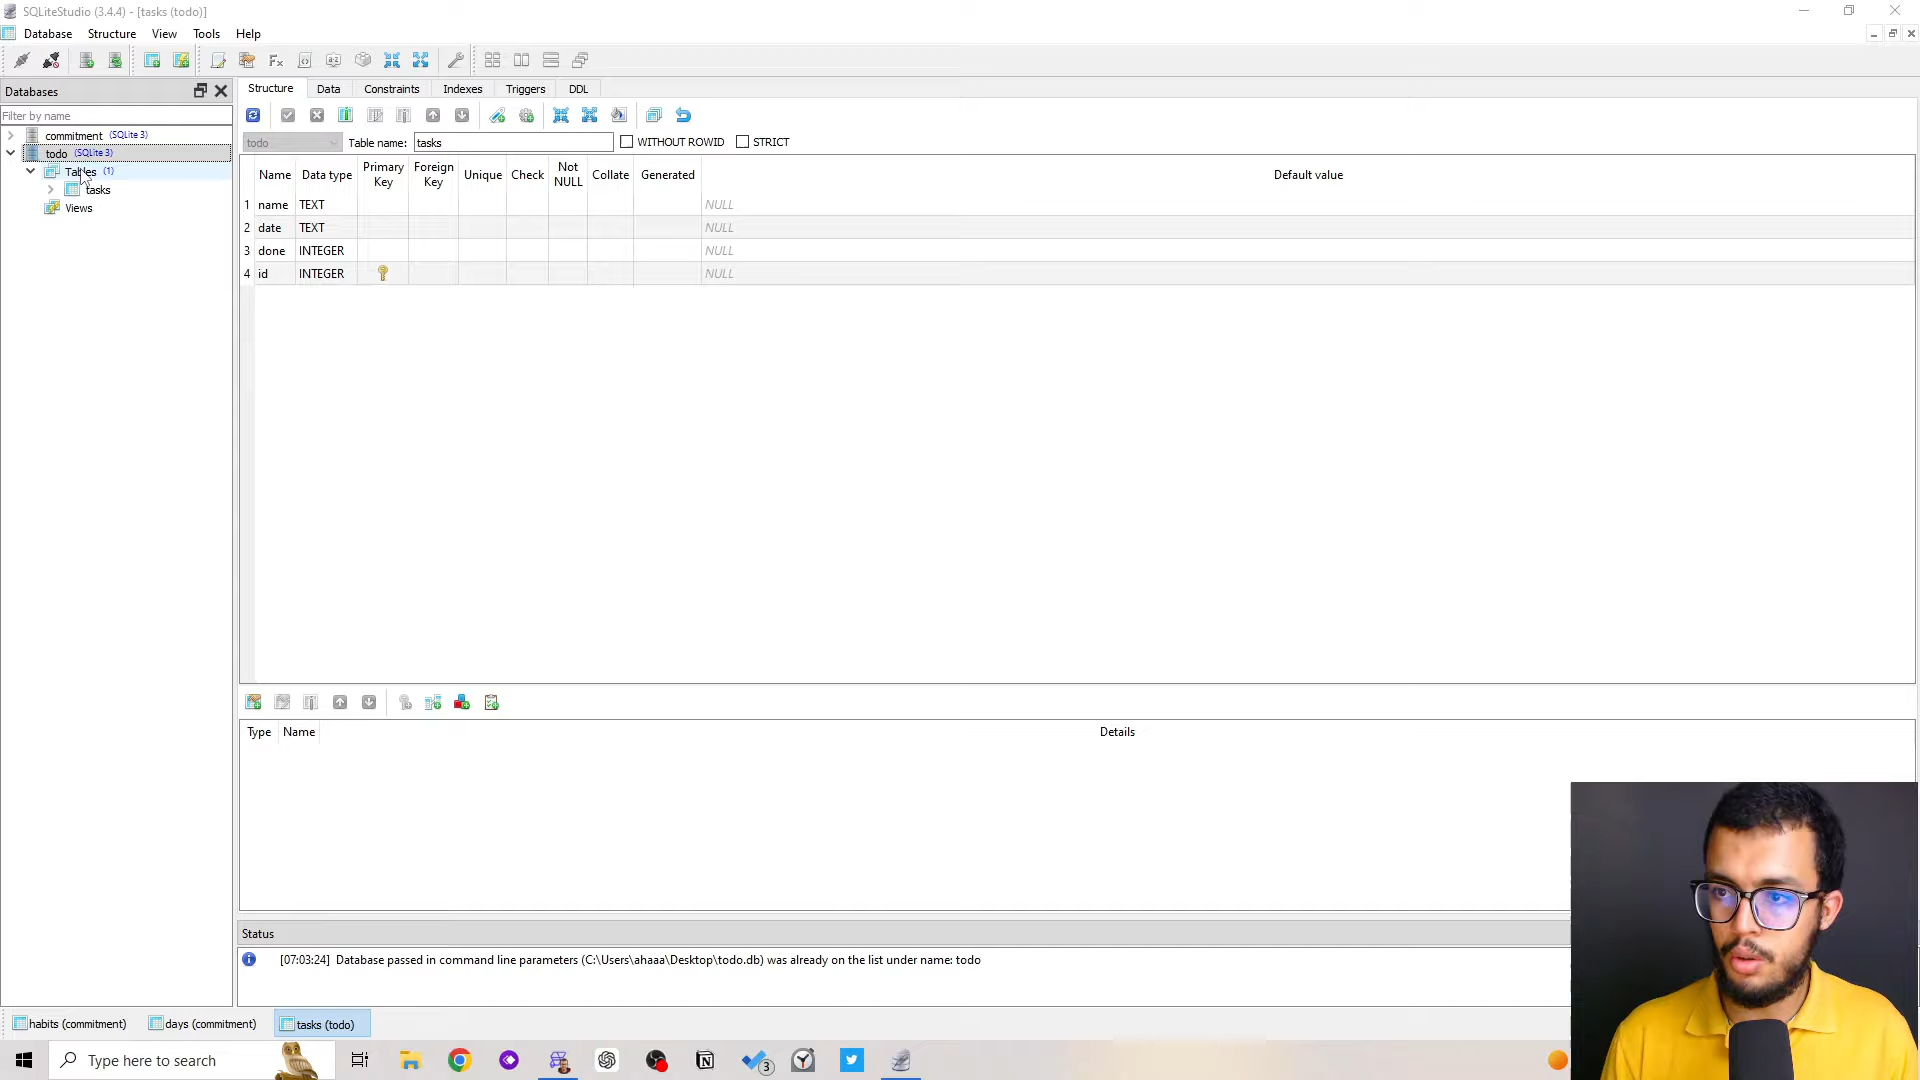 SQLiteStudio (3.4.4) - [tasks (todo)]
Database Structure View Tools Help
Databases
Filter by name
commitment (SQLite 3)
todo (SQLite 3)
Tables (1)
tasks
Views
Structure Data Constraints Indexes Triggers DDL
todo Table name: tasks WITHOUT ROWID STRICT
Name Data type Primary Key Foreign Key Unique Check Not NULL Collate Generated Default value
1 name TEXT NULL
2 date TEXT NULL
3 done INTEGER NULL
4 id INTEGER NULL
Type Name Details
Status
[07:03:24] Database passed in command line parameters (C:\Users\ahaaa\Desktop\todo.db) was already on the list under name: todo
habits (commitment) days (commitment) tasks (todo)
Type here to search
3